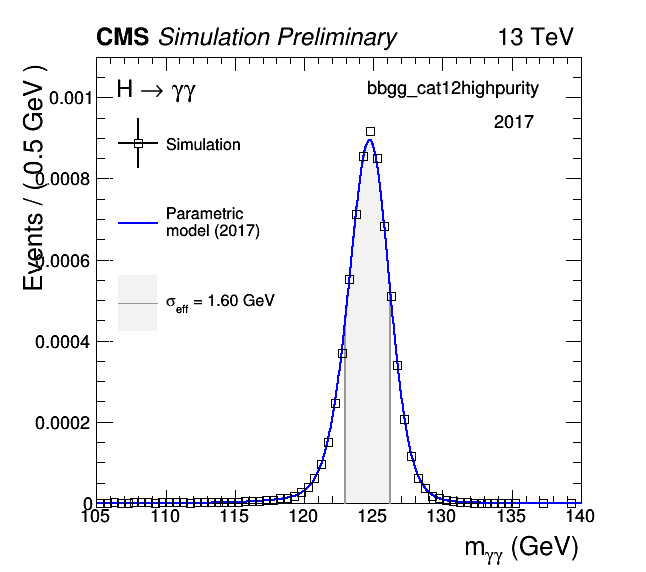 CMS Simulation Preliminary 13 TeV
Events / ( 0.5 GeV )
H → γγ
bbgg_cat12highpurity
2017
Simulation
Parametric
model (2017)
σeff = 1.60 GeV
0.001
0.0008
0.0006
0.0004
0.0002
0
105 110 115 120 125 130 135 140
mγγ (GeV)